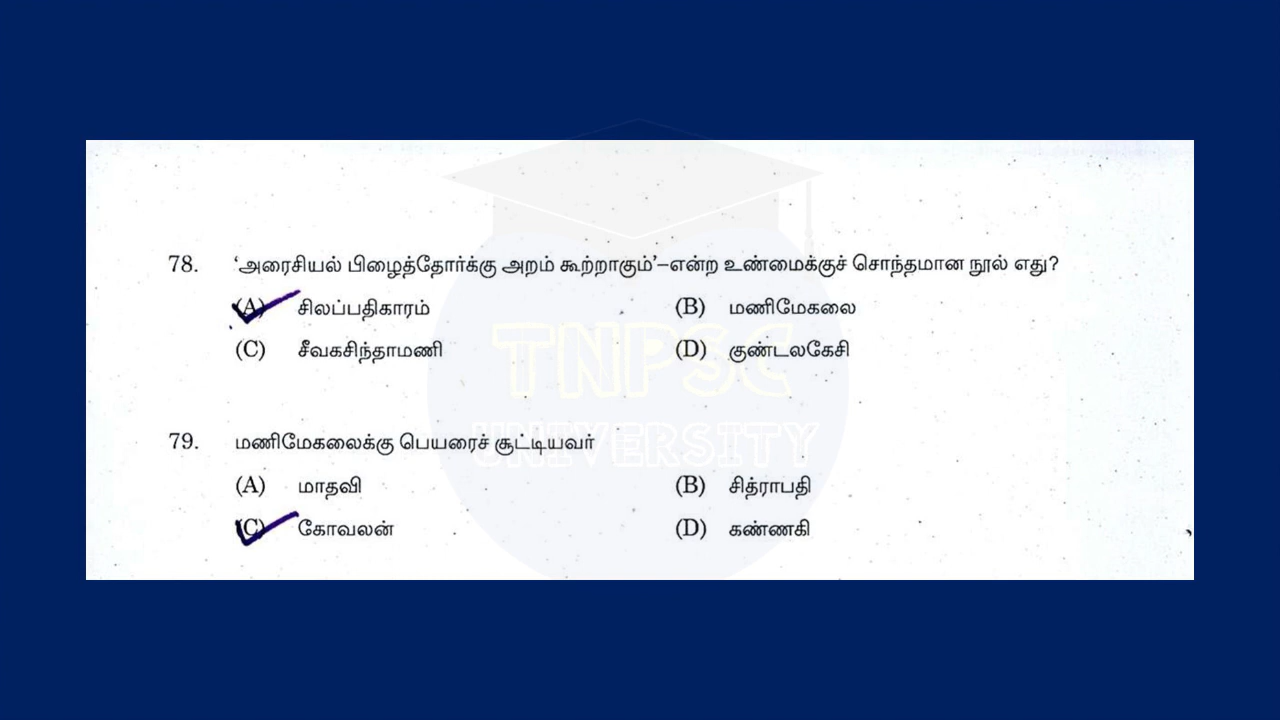 78. 'அரைசியல் பிழைத்தோர்க்கு அறம் கூற்றாகும்'–என்ற உண்மைக்குச் சொந்தமான நூல் எது?
(A) சிலப்பதிகாரம் (B) மணிமேகலை
(C) சீவகசிந்தாமணி (D) குண்டலகேசி
TNPSC
79. மணிமேகலைக்கு பெயரைச் சூட்டியவர்
UNIVERSITY
(A) மாதவி (B) சித்ராபதி
(C) கோவலன் (D) கண்ணகி